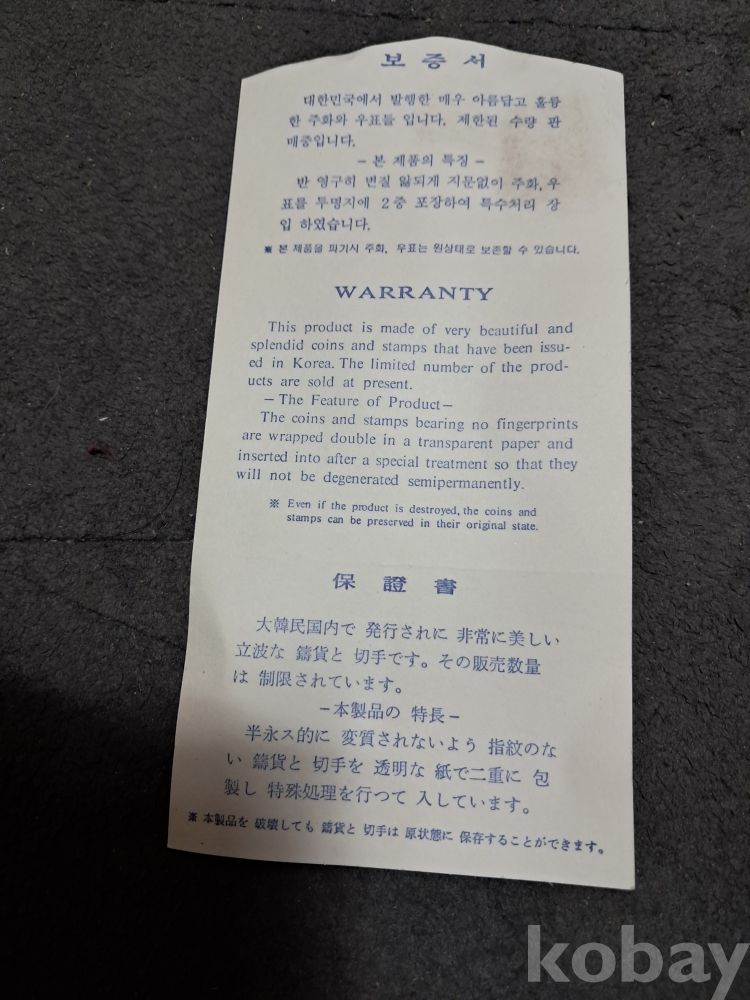 보증서
대한민국에서 발행한 매우 아름답고 훌륭
한 주화와 우표들 입니다. 제한된 수량 판
매중입니다.
－본 제품의 특징－
반 영구히 변질 않되게 지문없이 주화, 우
표를 투명지에 2중 포장하여 특수처리 장
입 하였습니다.
※ 본 제품을 파기시 주화, 우표는 원상태로 보존할 수 있습니다.
WARRANTY
This product is made of very beautiful and
splendid coins and stamps that have been issu-
ed in Korea. The limited number of the prod-
ucts are sold at present.
－The Feature of Product－
The coins and stamps bearing no fingerprints
are wrapped double in a transparent paper and
inserted into after a special treatment so that they
will not be degenerated semipermanently.
※ Even if the product is destroyed, the coins and
stamps can be preserved in their original state.
保證書
大韓民国内で 発行されに 非常に美しい
立波な 鑄貨と 切手です。その販売数量
は 制限されています。
－本製品の 特長－
半永ス的に 変質されないよう 指紋のな
い 鑄貨と 切手を 透明な 紙で二重に 包
製し 特殊処理を行つて 入しています。
※ 本製品を 破壊しても 鑄貨と 切手は 原状態に 保存することができます。
kobay